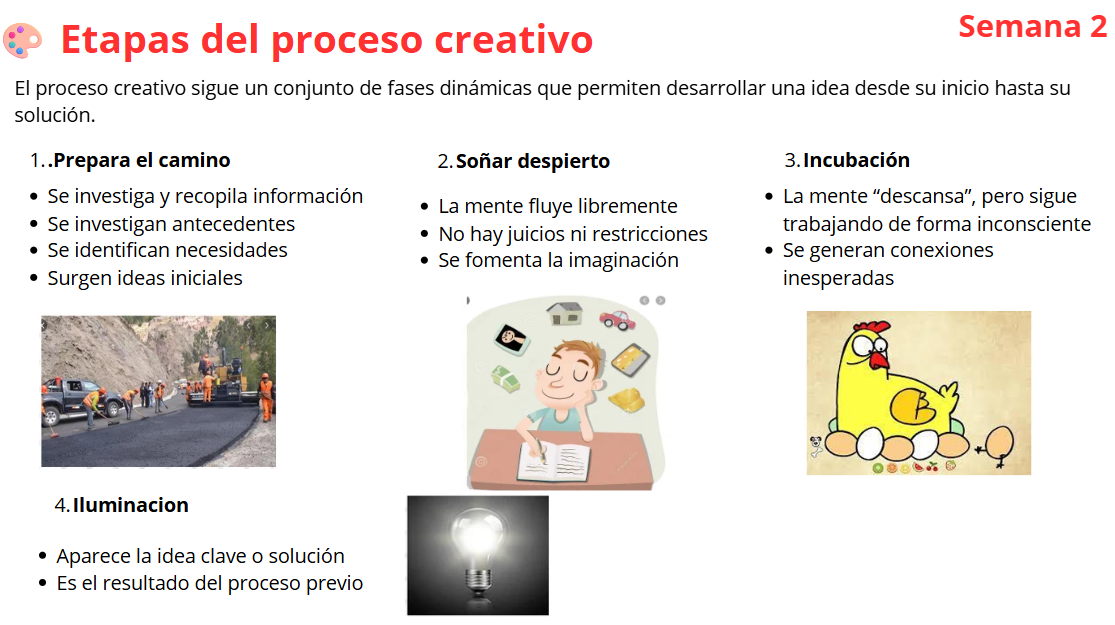 Etapas del proceso creativo
Semana 2
El proceso creativo sigue un conjunto de fases dinámicas que permiten desarrollar una idea desde su inicio hasta su
solución.
1. .Prepara el camino
Se investiga y recopila información
Se investigan antecedentes
Se identifican necesidades
Surgen ideas iniciales
2. Soñar despierto
La mente fluye libremente
No hay juicios ni restricciones
Se fomenta la imaginación
3. Incubación
La mente “descansa”, pero sigue
trabajando de forma inconsciente
Se generan conexiones
inesperadas
4. Iluminacion
Aparece la idea clave o solución
Es el resultado del proceso previo